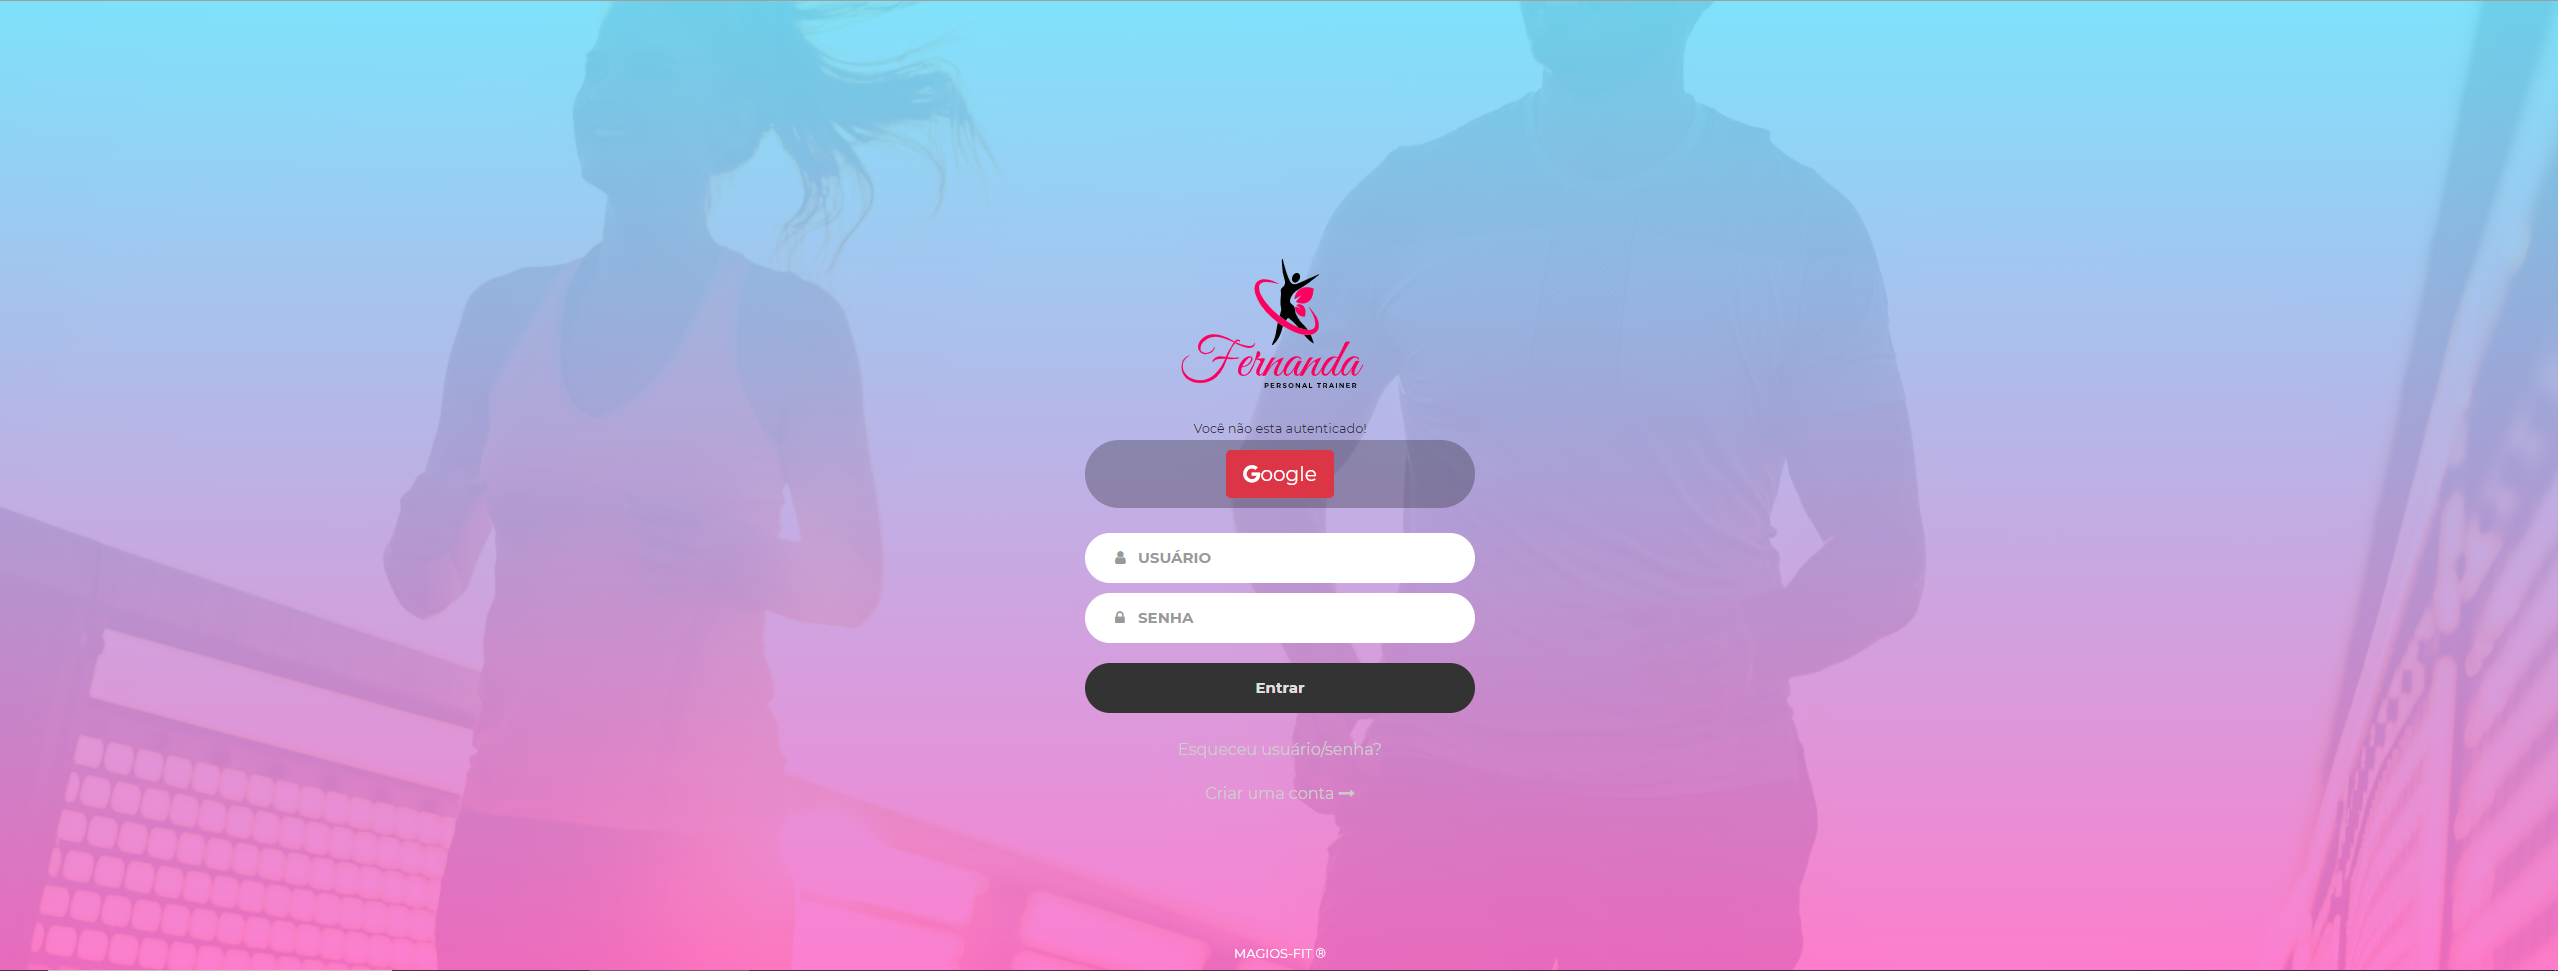 Fernanda
PERSONAL TRAINER
Você não esta autenticado!
Google
USUÁRIO
SENHA
Entrar
Esqueceu usuário/senha?
Criar uma conta
MAGIOS-FIT ®